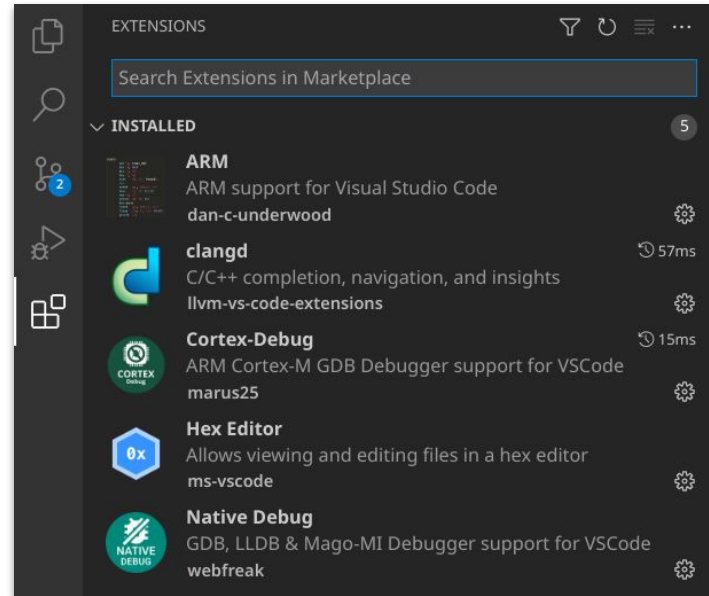 EXTENSIONS
Search Extensions in Marketplace
INSTALLED 5
2
ARM
ARM support for Visual Studio Code
dan-c-underwood
clangd 57ms
C/C++ completion, navigation, and insights
llvm-vs-code-extensions
CORTEX
Debug
Cortex-Debug 15ms
ARM Cortex-M GDB Debugger support for VSCode
marus25
0x
Hex Editor
Allows viewing and editing files in a hex editor
ms-vscode
NATIVE
DEBUG
Native Debug
GDB, LLDB & Mago-MI Debugger support for VSCode
webfreak